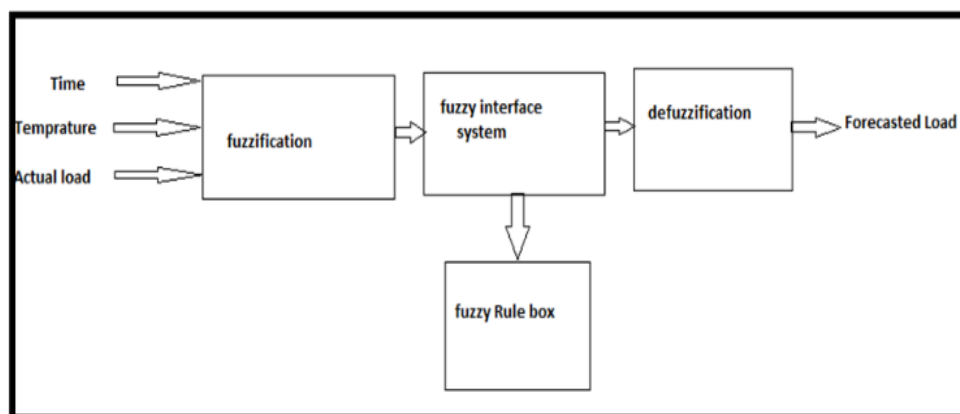 Time
Temprature
Actual load
fuzzification
fuzzy interface
system
defuzzification
Forecasted Load
fuzzy Rule box